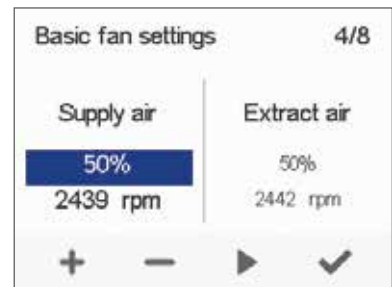 Basic fan settings 4/8
Supply air Extract air
50% 50%
2439 rpm 2442 rpm